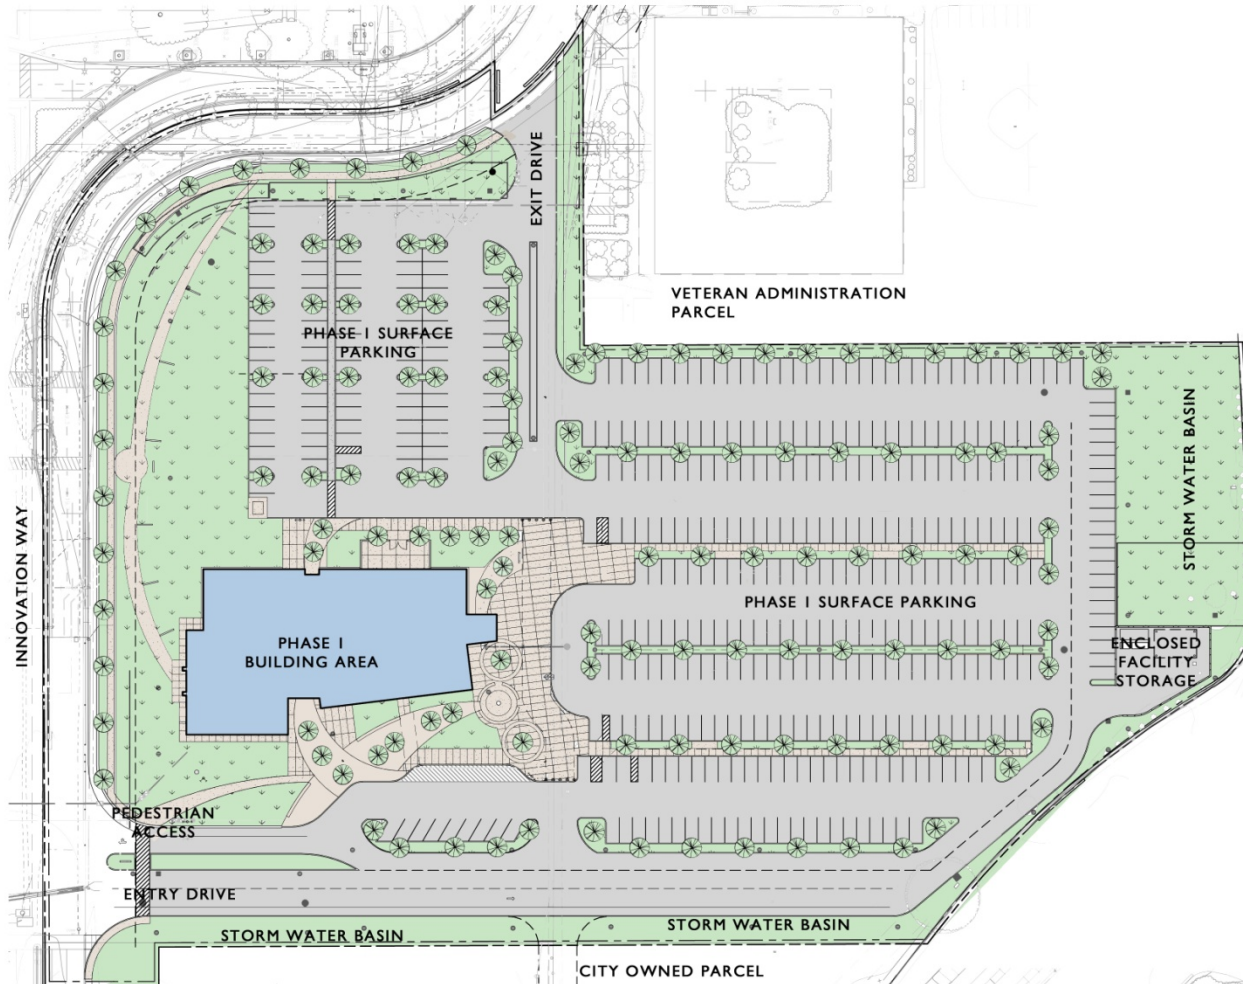 EXIT DRIVE
VETERAN ADMINISTRATION
PARCEL
PHASE I SURFACE
PARKING
STORM WATER BASIN
INNOVATION WAY
PHASE I SURFACE PARKING
PHASE I
BUILDING AREA
ENCLOSED
FACILITY
STORAGE
PEDESTRIAN
ACCESS
ENTRY DRIVE
STORM WATER BASIN
STORM WATER BASIN
CITY OWNED PARCEL